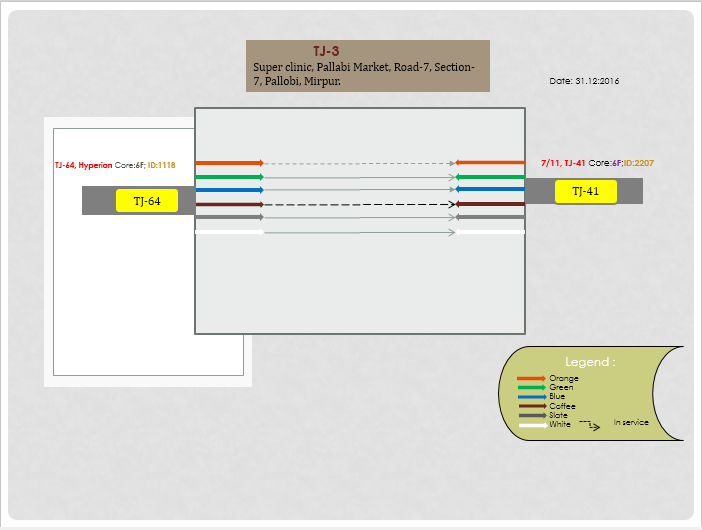 TJ-3
Super clinic, Pallabi Market, Road-7, Section-
7, Pallobi, Mirpur.
Date: 31.12:2016
TJ-64, Hyperion Core:6F; ID:1118
7/11, TJ-41 Core:6F;ID:2207
TJ-64
TJ-41
Legend :
Orange
Green
Blue
Coffee
Slate
White
In service